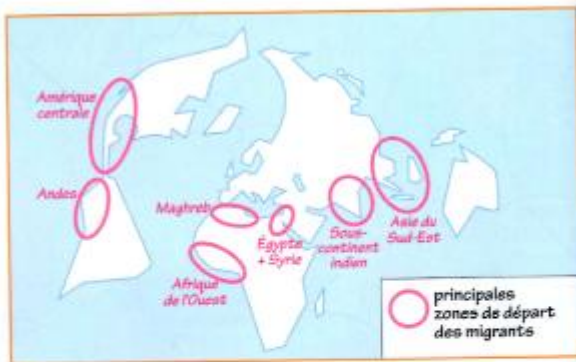 Amérique
centrale
Andes
Maghreb
Égypte
+ Syrie
Afrique
de l'Ouest
Sous-
continent
indien
Asie du
Sud-Est
principales
zones de départ
des migrants